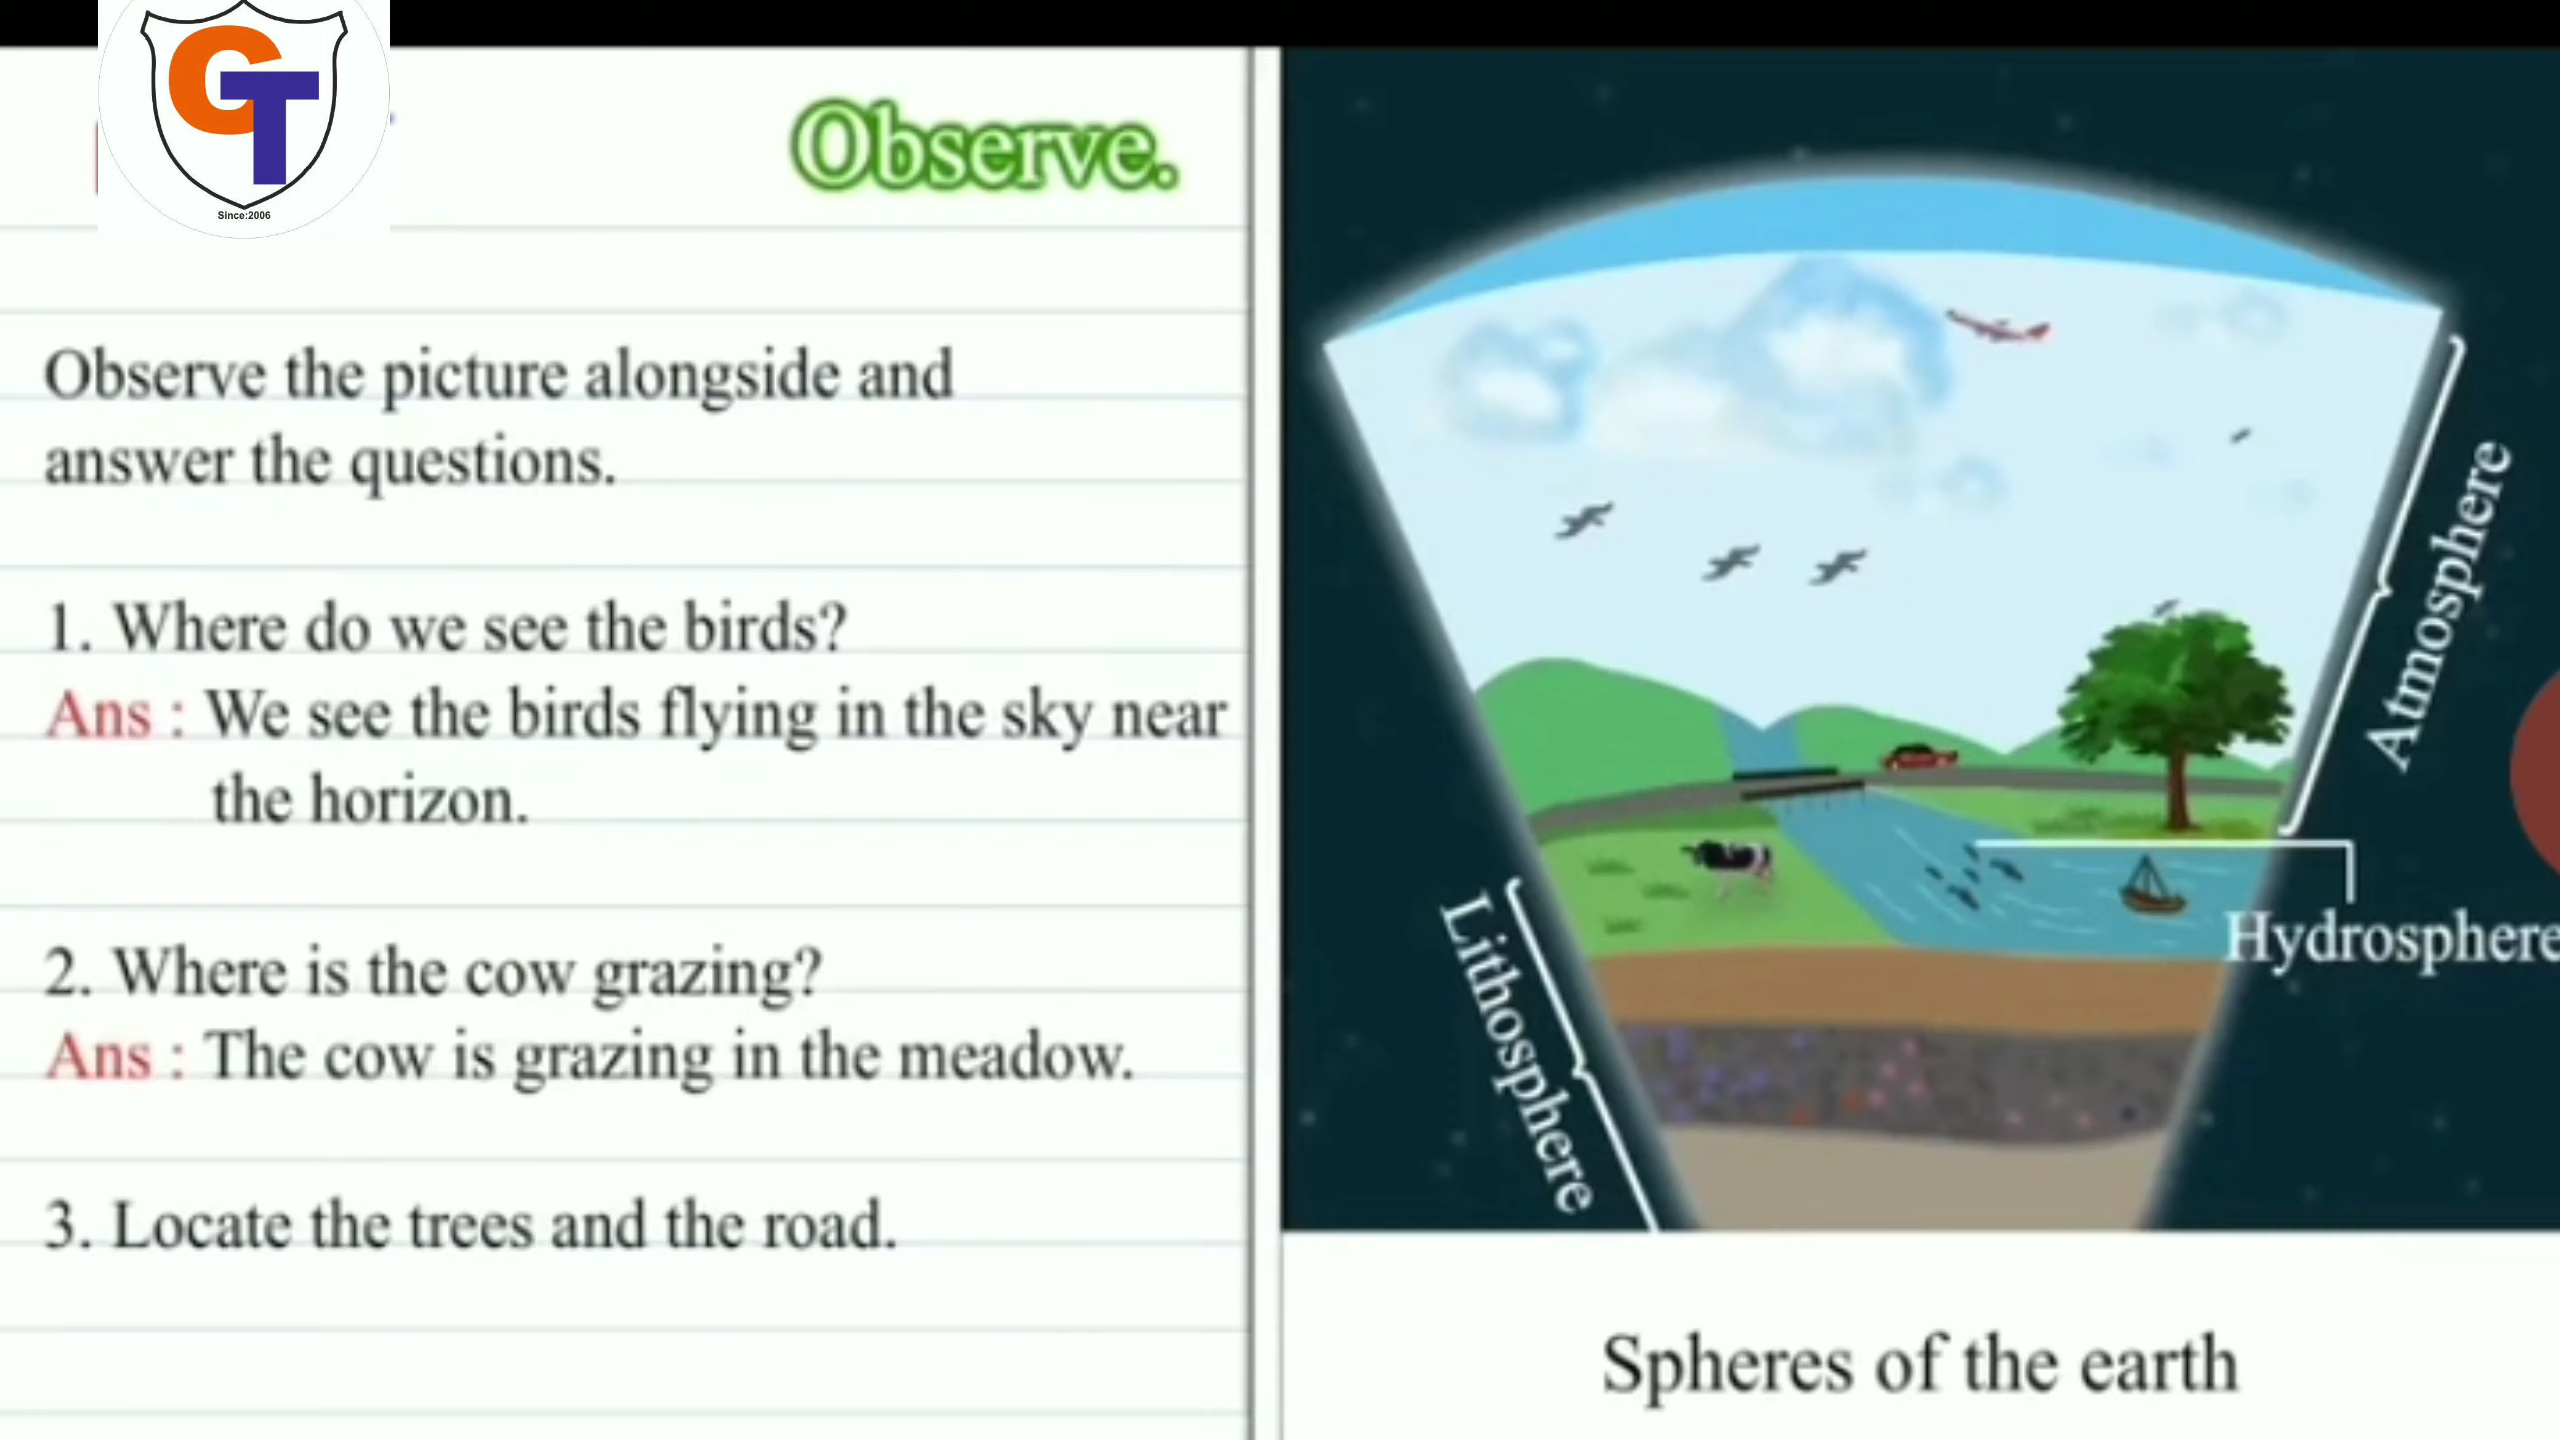 GT
Since:2006
Observe.
Observe the picture alongside and
answer the questions.
1. Where do we see the birds?
Ans : We see the birds flying in the sky near
the horizon.
2. Where is the cow grazing?
Ans : The cow is grazing in the meadow.
3. Locate the trees and the road.
Atmosphere
Hydrosphere
Lithosphere
Spheres of the earth